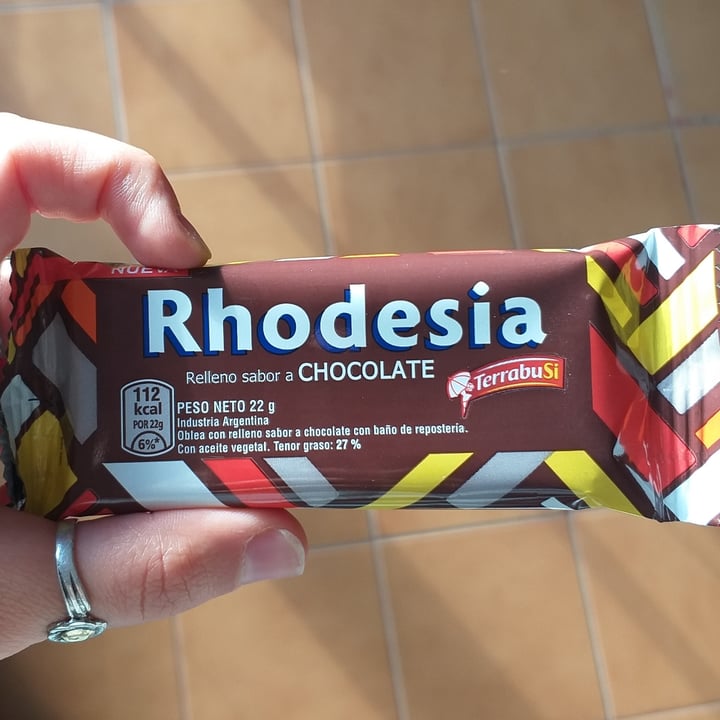 NUEVA
Rhodesia
Relleno sabor a CHOCOLATE
TerrabuSi
112
kcal
POR 22g
6%*
PESO NETO 22 g
Industria Argentina
Oblea con relleno sabor a chocolate con baño de repostería.
Con aceite vegetal. Tenor graso: 27 %